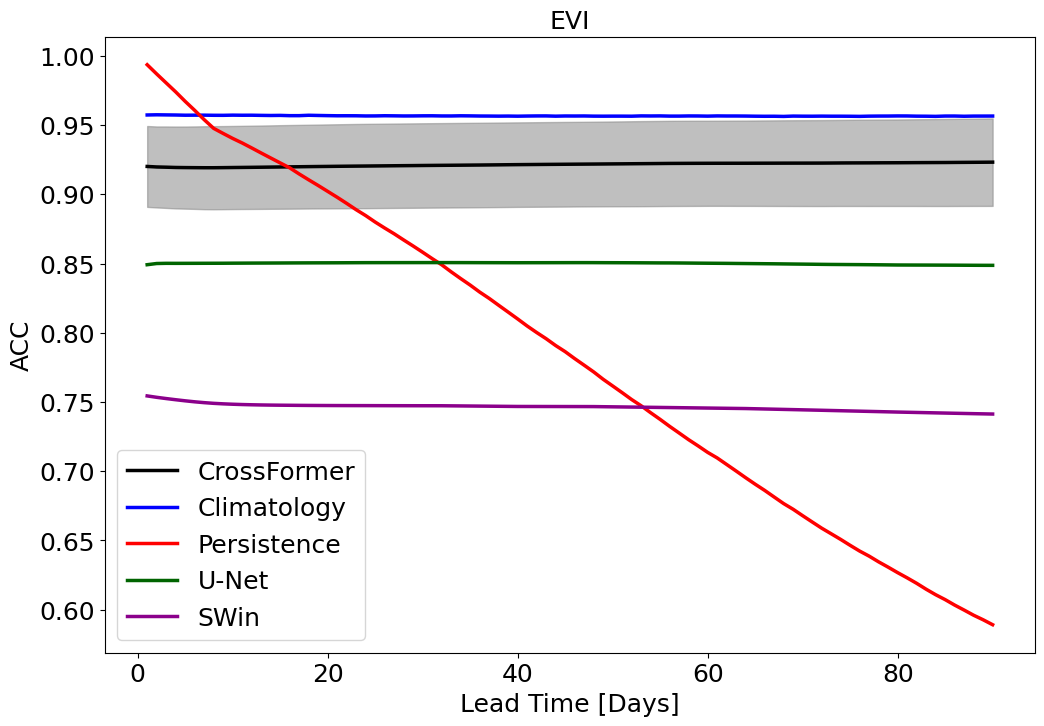 EVI
ACC
1.00
0.95
0.90
0.85
0.80
0.75
0.70
0.65
0.60
CrossFormer
Climatology
Persistence
U-Net
SWin
0 20 40 60 80
Lead Time [Days]